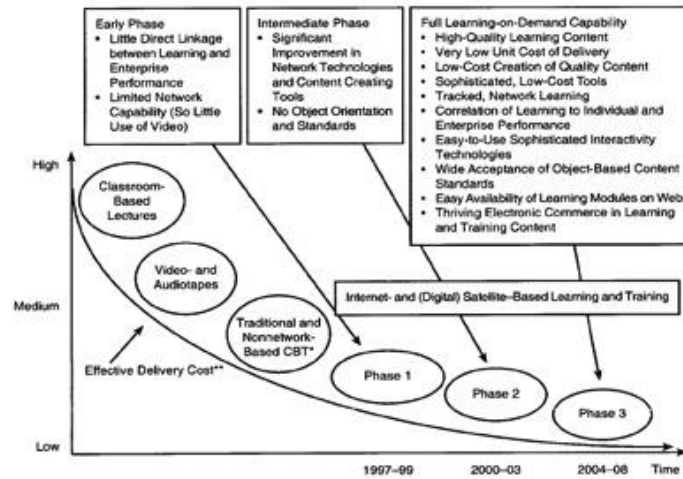 Early Phase
• Little Direct Linkage
between Learning and
Enterprise
Performance
• Limited Network
Capability (So Little
Use of Video)
Intermediate Phase
• Significant
Improvement in
Network Technologies
and Content Creating
Tools
• No Object Orientation
and Standards
Full Learning-on-Demand Capability
• High-Quality Learning Content
• Very Low Unit Cost of Delivery
• Low-Cost Creation of Quality Content
• Sophisticated, Low-Cost Tools
• Tracked, Network Learning
• Correlation of Learning to Individual and
Enterprise Performance
• Easy-to-Use Sophisticated Interactivity
Technologies
• Wide Acceptance of Object-Based Content
Standards
• Easy Availability of Learning Modules on Web
• Thriving Electronic Commerce in Learning
and Training Content
High
Classroom-
Based
Lectures
Video- and
Audiotapes
Medium
Internet- and (Digital) Satellite–Based Learning and Training
Traditional and
Nonnetwork-
Based CBT*
Effective Delivery Cost**
Phase 1
Phase 2
Phase 3
Low
1997–99
2000–03
2004–08
Time